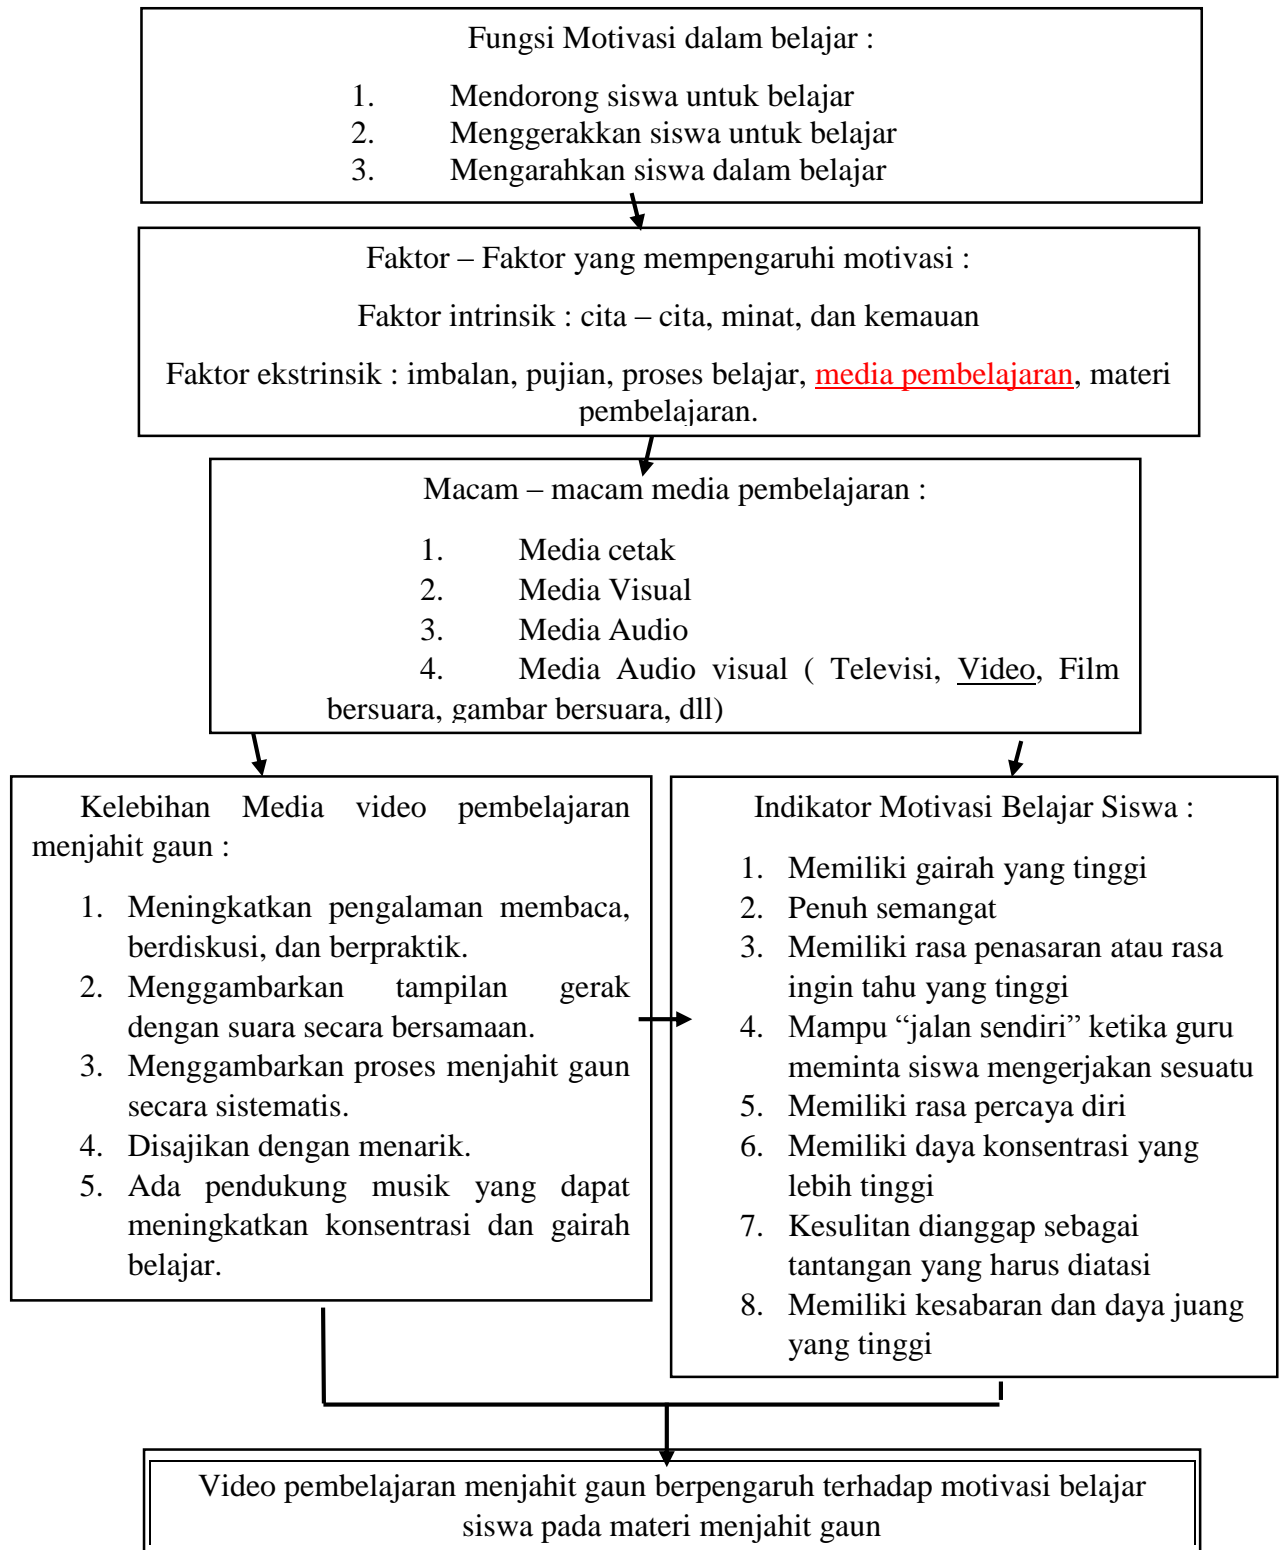 Fungsi Motivasi dalam belajar :
1. Mendorong siswa untuk belajar
2. Menggerakkan siswa untuk belajar
3. Mengarahkan siswa dalam belajar
Faktor – Faktor yang mempengaruhi motivasi :
Faktor intrinsik : cita – cita, minat, dan kemauan
Faktor ekstrinsik : imbalan, pujian, proses belajar, media pembelajaran, materi
pembelajaran.
Macam – macam media pembelajaran :
1. Media cetak
2. Media Visual
3. Media Audio
4. Media Audio visual ( Televisi, Video, Film
bersuara, gambar bersuara, dll)
Kelebihan Media video pembelajaran
menjahit gaun :
1. Meningkatkan pengalaman membaca,
berdiskusi, dan berpraktik.
2. Menggambarkan tampilan gerak
dengan suara secara bersamaan.
3. Menggambarkan proses menjahit gaun
secara sistematis.
4. Disajikan dengan menarik.
5. Ada pendukung musik yang dapat
meningkatkan konsentrasi dan gairah
belajar.
Indikator Motivasi Belajar Siswa :
1. Memiliki gairah yang tinggi
2. Penuh semangat
3. Memiliki rasa penasaran atau rasa
ingin tahu yang tinggi
4. Mampu “jalan sendiri” ketika guru
meminta siswa mengerjakan sesuatu
5. Memiliki rasa percaya diri
6. Memiliki daya konsentrasi yang
lebih tinggi
7. Kesulitan dianggap sebagai
tantangan yang harus diatasi
8. Memiliki kesabaran dan daya juang
yang tinggi
Video pembelajaran menjahit gaun berpengaruh terhadap motivasi belajar
siswa pada materi menjahit gaun